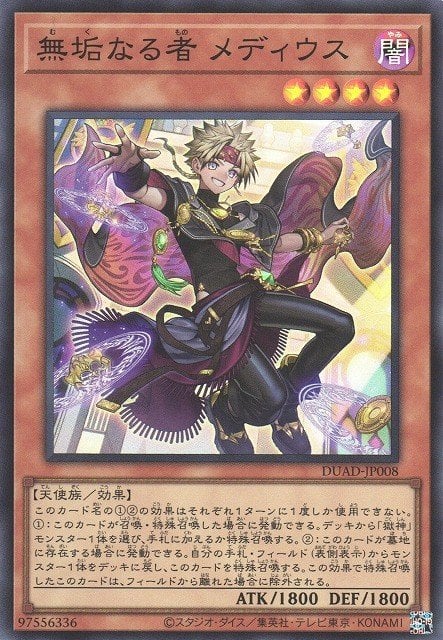 無垢なる者 メディウス
闇
DUAD-JP008
【天使族/効果】
このカード名の①②の効果はそれぞれ1ターンに1度しか使用できない。
①:このカードが召喚・特殊召喚した場合に発動できる。デッキから「獄神」
モンスター1体を選び、手札に加えるか特殊召喚する。②:このカードが墓地
に存在する場合に発動できる。自分の手札・フィールド(表側表示)からモン
スター1体をデッキに戻し、このカードを特殊召喚する。この効果で特殊召喚
したこのカードは、フィールドから離れた場合に除外される。
ATK/1800 DEF/1800
97556336
©スタジオ・ダイス/集英社・テレビ東京・KONAMI